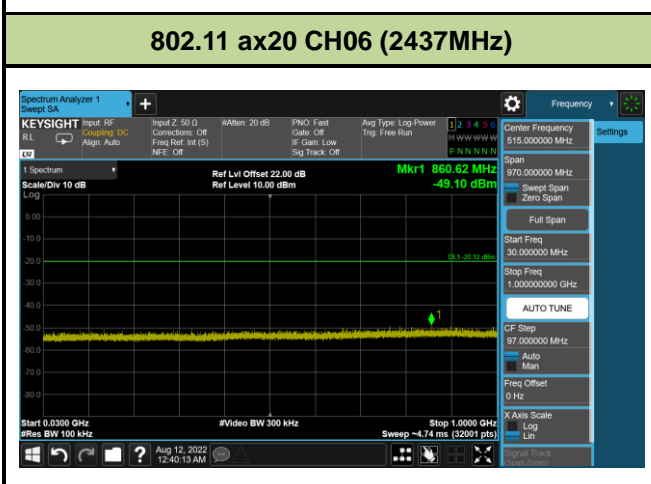 802.11 ax20 CH06 (2437MHz)
Spectrum Analyzer 1
Swept SA
Frequency
KEYSIGHT
RL
LXI
Input: RF
Coupling: DC
Align: Auto
Input Z: 50 Ω
Corrections: Off
Freq Ref: Int (S)
NFE: Off
#Atten: 20 dB
PNO: Fast
Gate: Off
IF Gain: Low
Sig Track: Off
Avg Type: Log-Power
Trig: Free Run
1 2 3 4 5 6
M W W W W W
P N N N N N
Center Frequency
515.000000 MHz
Settings
1 Spectrum
Scale/Div 10 dB
Log
Ref Lvl Offset 22.00 dB
Ref Level 10.00 dBm
Mkr1 860.62 MHz
-49.10 dBm
Span
970.000000 MHz
Swept Span
Zero Span
Full Span
Start Freq
30.000000 MHz
Stop Freq
1.000000000 GHz
AUTO TUNE
CF Step
97.000000 MHz
Auto
Man
Freq Offset
0 Hz
X Axis Scale
Log
Lin
Signal Track
(Span Zoom)
0.00
-10.0
-20.0
-30.0
-40.0
-50.0
-60.0
-70.0
-80.0
DL1 -20.12 dBm
1
Start 0.0300 GHz
#Res BW 100 kHz
#Video BW 300 kHz
Stop 1.0000 GHz
Sweep ~4.74 ms (32001 pts)
?
Aug 12, 2022
12:40:13 AM